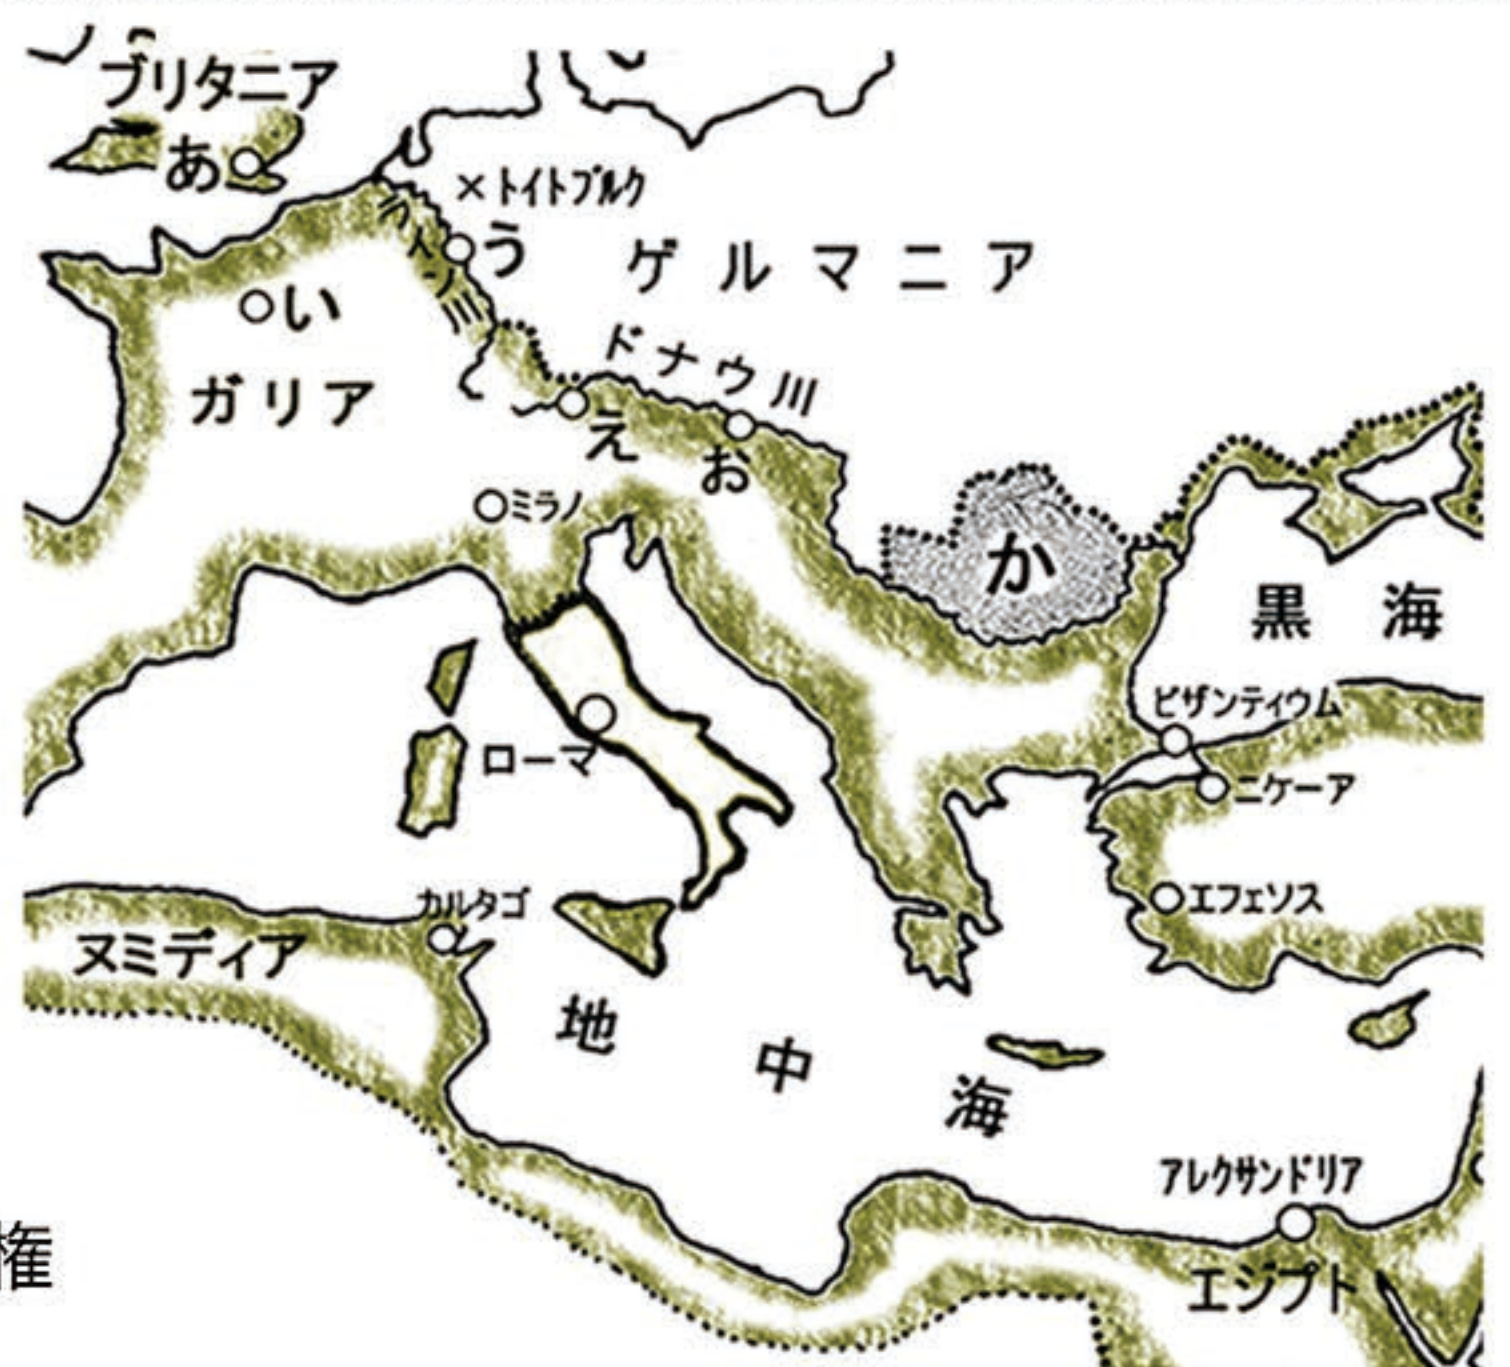 ブリタニア
あ
×トイトブルク
ライン川
う
ゲルマニア
い
ドナウ川
ガリア
え
お
ミラノ
か
黒海
ビザンティウム
ローマ
ニケーア
カルタゴ
エフェソス
ヌミディア
地中海
アレクサンドリア
権
エジプト